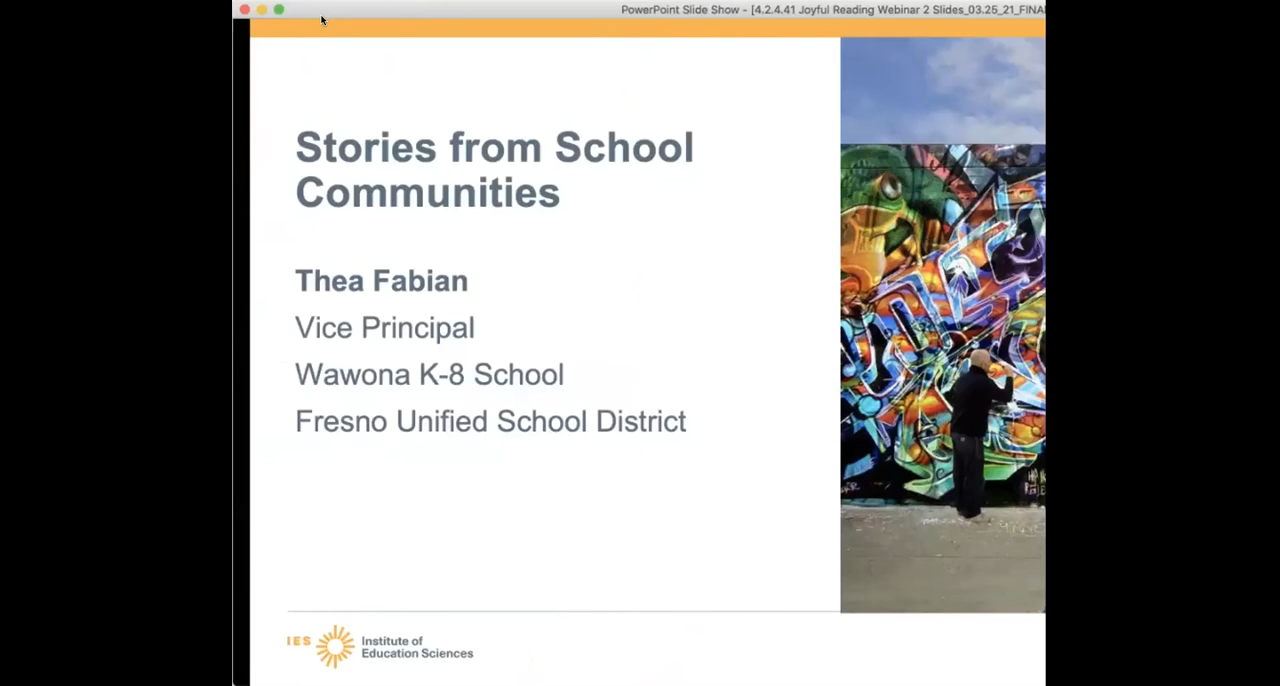 PowerPoint Slide Show - [4.2.4.41 Joyful Reading Webinar 2 Slides_03.25_21_FINA
Stories from School
Communities
Thea Fabian
Vice Principal
Wawona K-8 School
Fresno Unified School District
IES
Institute of
Education Sciences